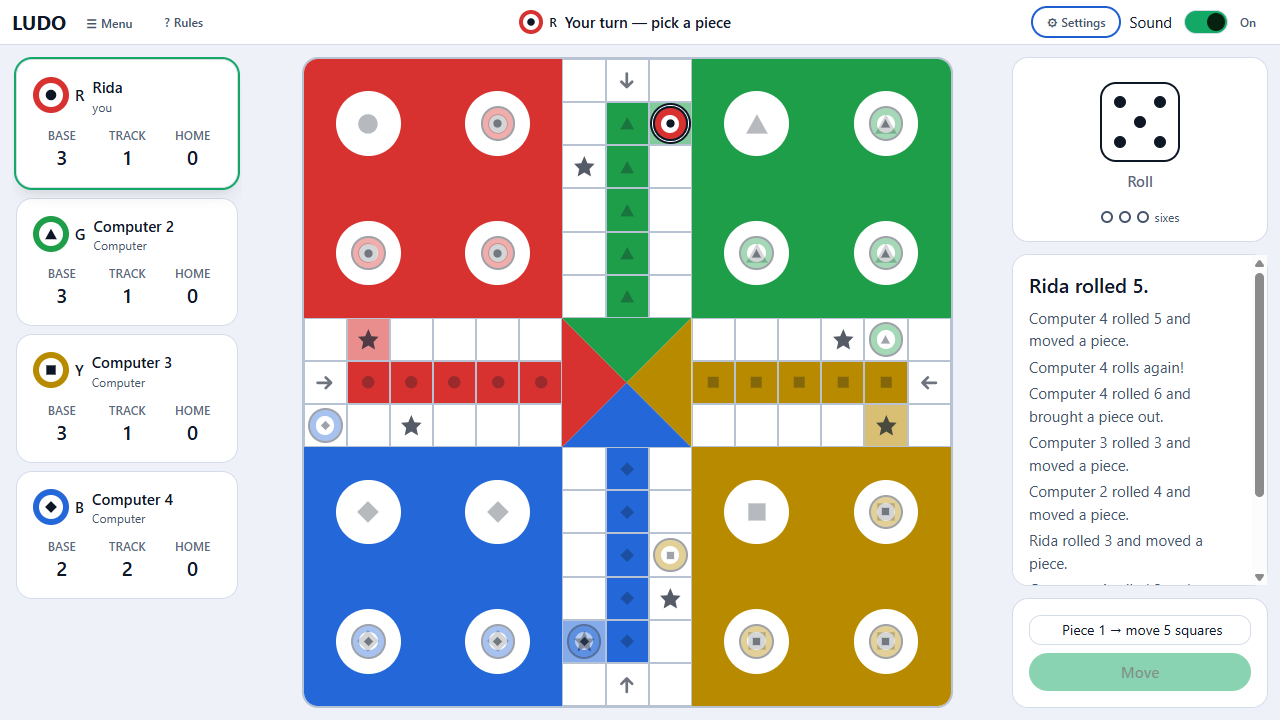 LUDO
☰ Menu
? Rules
R Your turn — pick a piece
⚙ Settings
Sound
On
R
Rida
you
BASE TRACK HOME
3 1 0
G
Computer 2
Computer
BASE TRACK HOME
3 1 0
Y
Computer 3
Computer
BASE TRACK HOME
3 1 0
B
Computer 4
Computer
BASE TRACK HOME
2 2 0
Roll
sixes
Rida rolled 5.
Computer 4 rolled 5 and
moved a piece.
Computer 4 rolls again!
Computer 4 rolled 6 and
brought a piece out.
Computer 3 rolled 3 and
moved a piece.
Computer 2 rolled 4 and
moved a piece.
Rida rolled 3 and moved a
piece.
Piece 1 → move 5 squares
Move